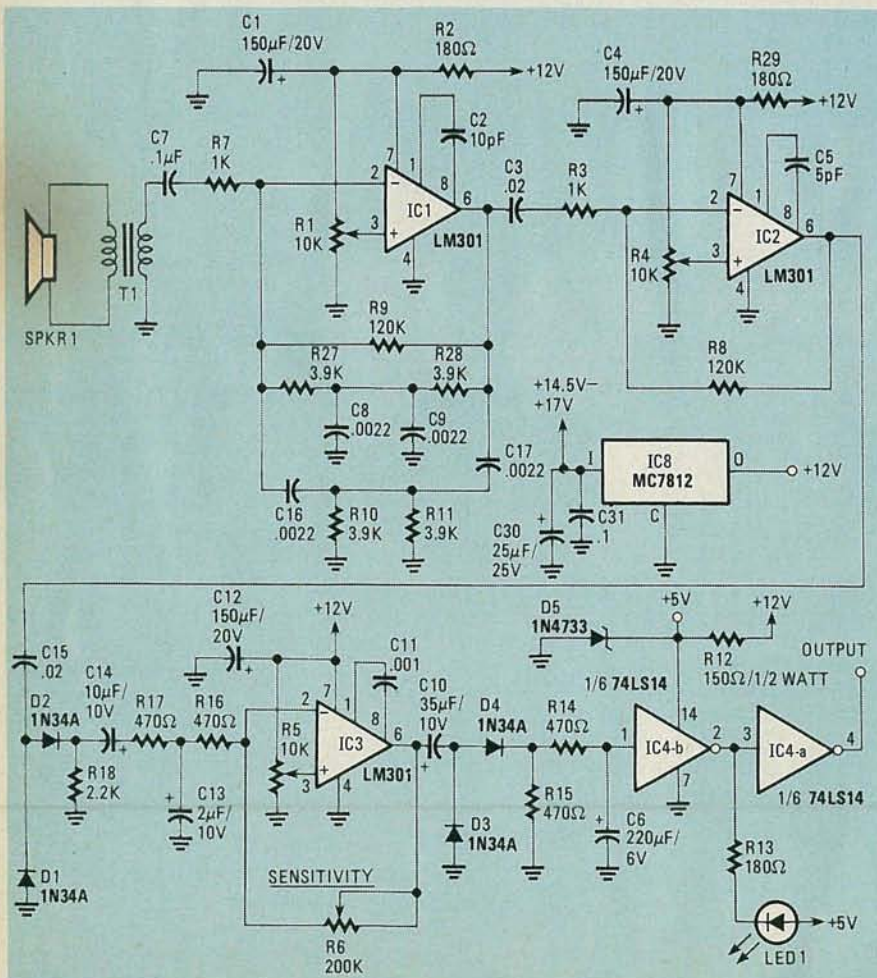 C1
150μF/20V
R2
180Ω
+12V
C4
150μF/20V
R29
180Ω
+12V
C7
.1μF
R7
1K
7
1
C2
10pF
2
8
6
IC1
3
4
R1
10K
LM301
C3
.02
R3
1K
7
1
C5
5pF
2
8
6
IC2
3
4
R4
10K
LM301
SPKR1
T1
R9
120K
R27
3.9K
R28
3.9K
C8
.0022
C9
.0022
C17
.0022
C16
.0022
R10
3.9K
R11
3.9K
R8
120K
+14.5V–
+17V
I
IC8
MC7812
O
C
+12V
C30
25μF/
25V
C31
.1
C15
.02
C12
150μF/
20V
+12V
D2
1N34A
C14
10μF/
10V
R17
470Ω
R16
470Ω
R18
2.2K
C13
2μF/
10V
D1
1N34A
R5
10K
7
1
C11
.001
2
8
6
IC3
3
4
LM301
SENSITIVITY
R6
200K
C10
35μF/
10V
D4
1N34A
D3
1N34A
R14
470Ω
R15
470Ω
C6
220μF/
6V
D5
1N4733
+5V
+12V
R12
150Ω/1/2 WATT
1/6 74LS14
14
1
IC4-b
2
7
3
IC4-a
4
OUTPUT
1/6 74LS14
R13
180Ω
+5V
LED1